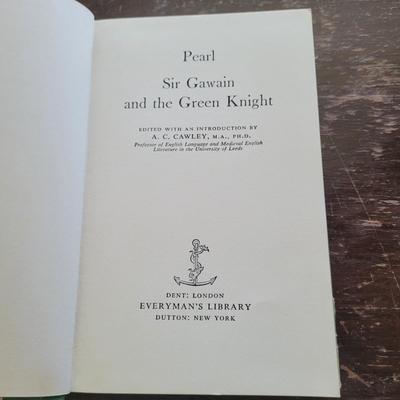 Pearl
Sir Gawain
and the Green Knight
EDITED WITH AN INTRODUCTION BY
A. C. CAWLEY, M.A., PH.D.
Professor of English Language and Medieval English
Literature in the University of Leeds
DENT: LONDON
EVERYMAN'S LIBRARY
DUTTON: NEW YORK